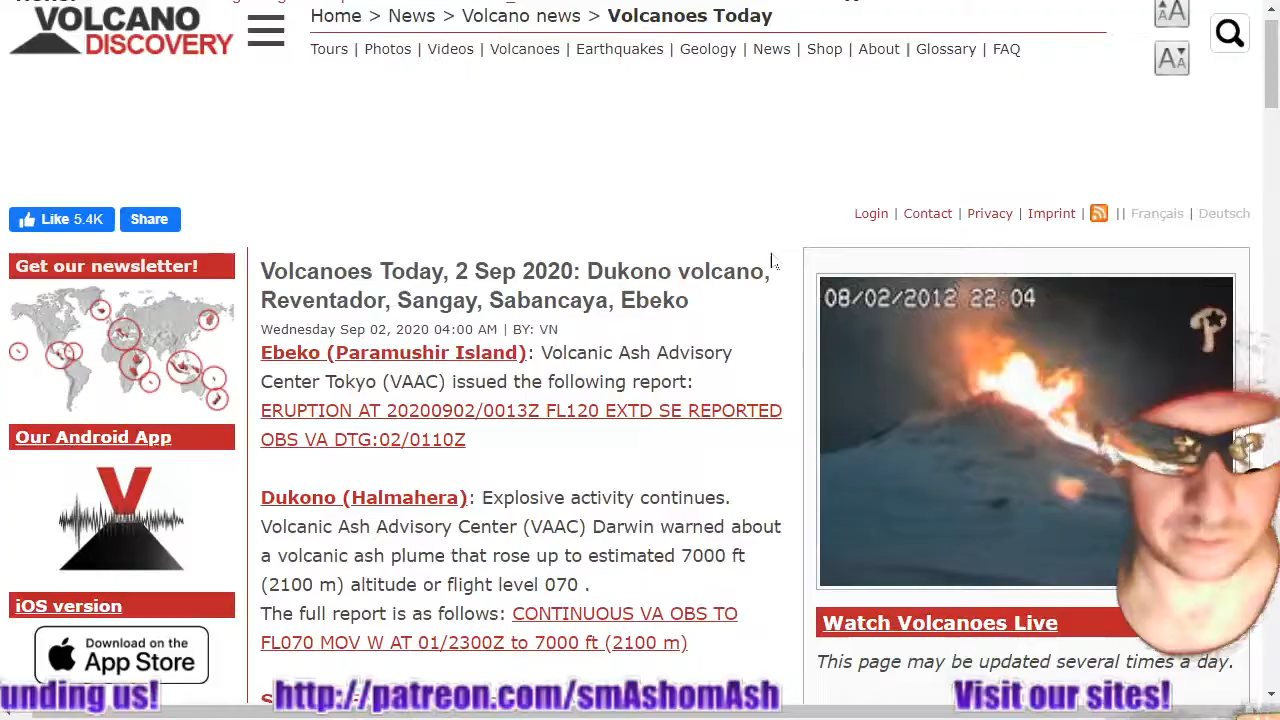 VOLCANO
DISCOVERY
Home > News > Volcano news > Volcanoes Today
Tours | Photos | Videos | Volcanoes | Earthquakes | Geology | News | Shop | About | Glossary | FAQ
AA
AA
Like 5.4K
Share
Login | Contact | Privacy | Imprint | || Français | Deutsch
Get our newsletter!
Our Android App
iOS version
Download on the
App Store
Volcanoes Today, 2 Sep 2020: Dukono volcano,
Reventador, Sangay, Sabancaya, Ebeko
Wednesday Sep 02, 2020 04:00 AM | BY: VN
Ebeko (Paramushir Island): Volcanic Ash Advisory
Center Tokyo (VAAC) issued the following report:
ERUPTION AT 20200902/0013Z FL120 EXTD SE REPORTED
OBS VA DTG:02/0110Z
Dukono (Halmahera): Explosive activity continues.
Volcanic Ash Advisory Center (VAAC) Darwin warned about
a volcanic ash plume that rose up to estimated 7000 ft
(2100 m) altitude or flight level 070 .
The full report is as follows: CONTINUOUS VA OBS TO
FL070 MOV W AT 01/2300Z to 7000 ft (2100 m)
08/02/2012 22:04
Watch Volcanoes Live
This page may be updated several times a day.
unding us!
http://patreon.com/smAshomAsh
Visit our sites!